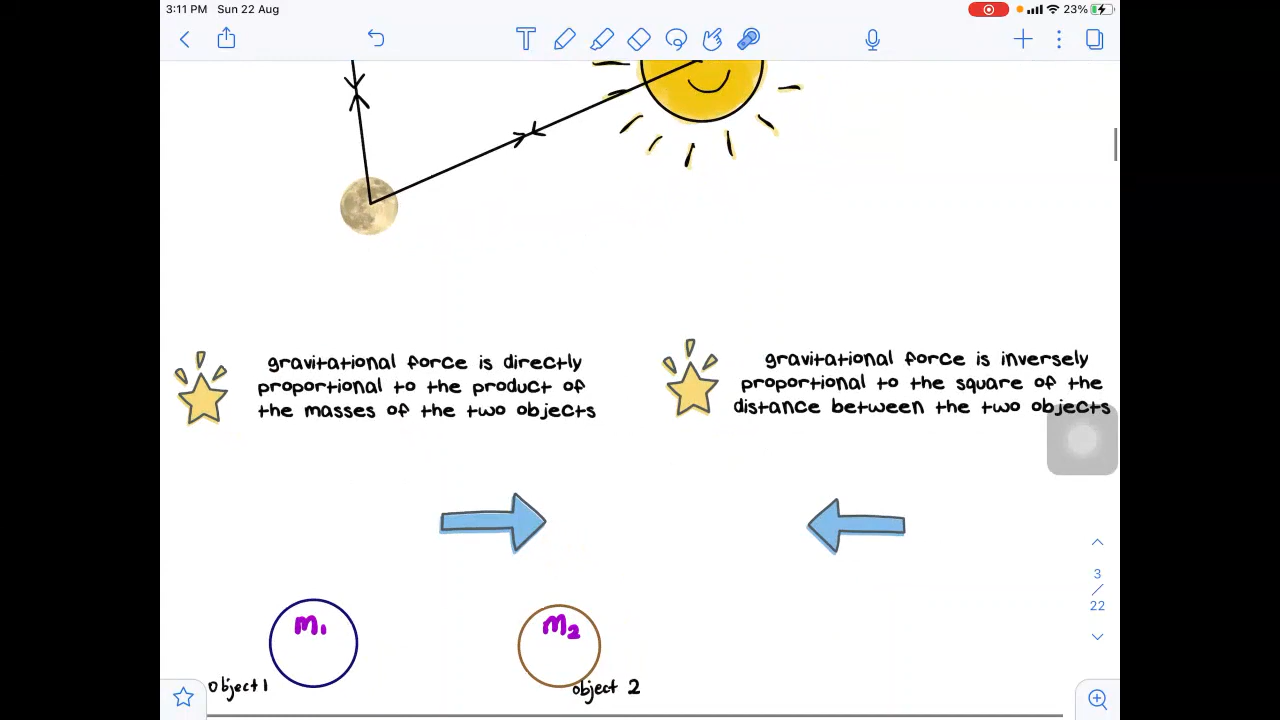 3:11 PM Sun 22 Aug
23%
T
gravitational force is directly
proportional to the product of
the masses of the two objects
gravitational force is inversely
proportional to the square of the
distance between the two objects
3
/
22
m₁
m₂
object 1
object 2